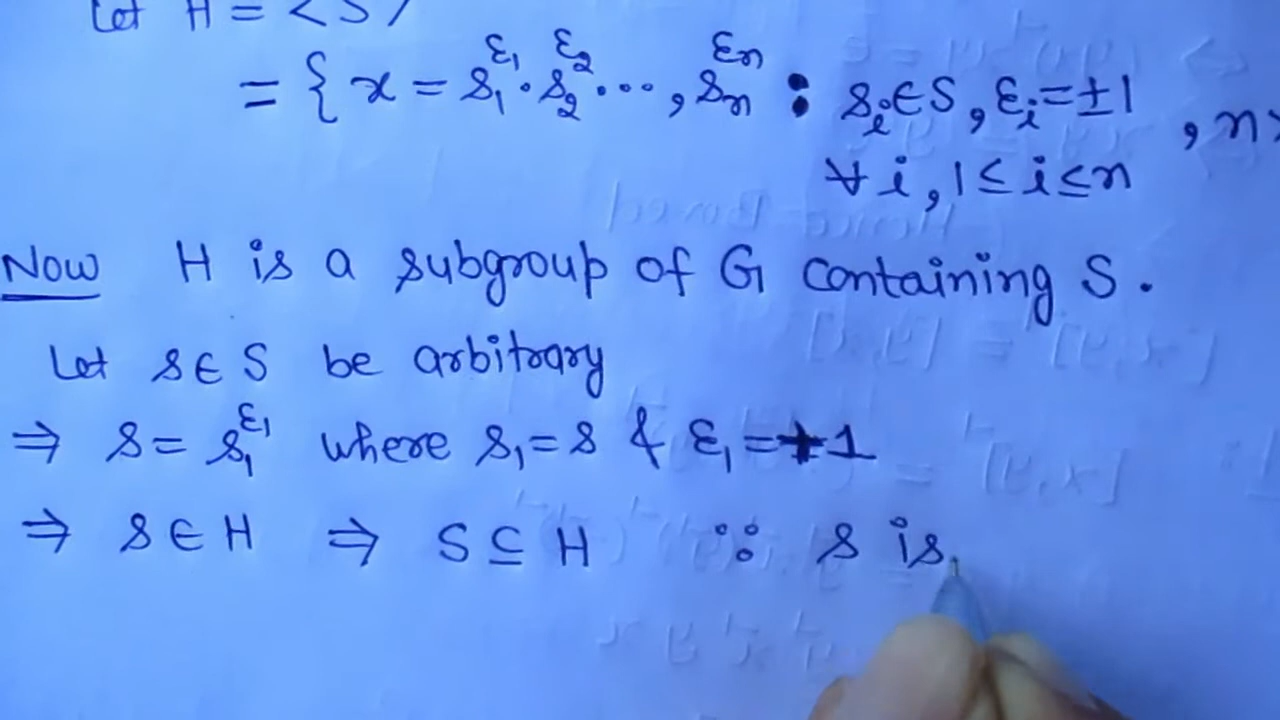 Let H = <S>
= { x = s₁^ε₁ · s₂^ε₂ · ... , sₙ^εₙ : sᵢ ∈ S , εᵢ = ±1 , n
∀ i , 1 ≤ i ≤ n
Now H is a subgroup of G containing S .
Let s ∈ S be arbitrary
⇒ s = s₁^ε₁ where s₁ = s & ε₁ = +1
⇒ s ∈ H ⇒ S ⊆ H ∵ s is